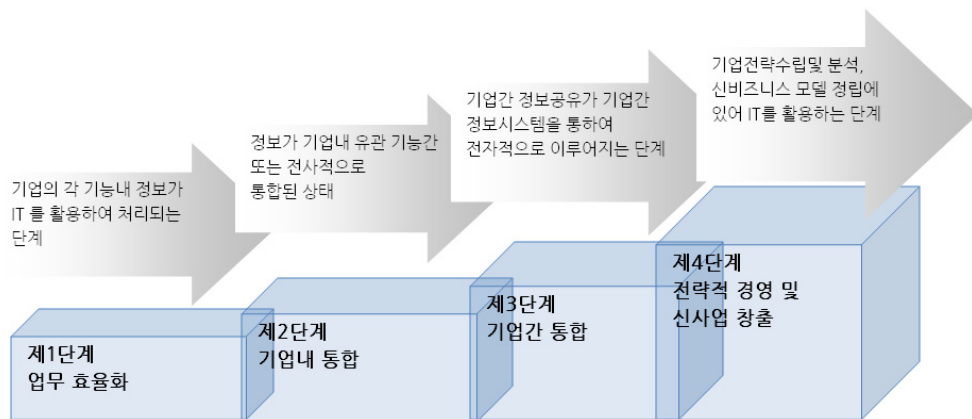 기업의 각 기능내 정보가
IT 를 활용하여 처리되는
단계
정보가 기업내 유관 기능간
또는 전사적으로
통합된 상태
기업간 정보공유가 기업간
정보시스템을 통하여
전자적으로 이루어지는 단계
기업전략수립및 분석,
신비즈니스 모델 정립에
있어 IT를 활용하는 단계
제1단계
업무 효율화
제2단계
기업내 통합
제3단계
기업간 통합
제4단계
전략적 경영 및
신사업 창출